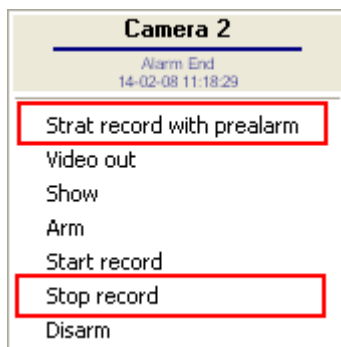 Camera 2
Alarm End
14-02-08 11:18:29
Strat record with prealarm
Video out
Show
Arm
Start record
Stop record
Disarm